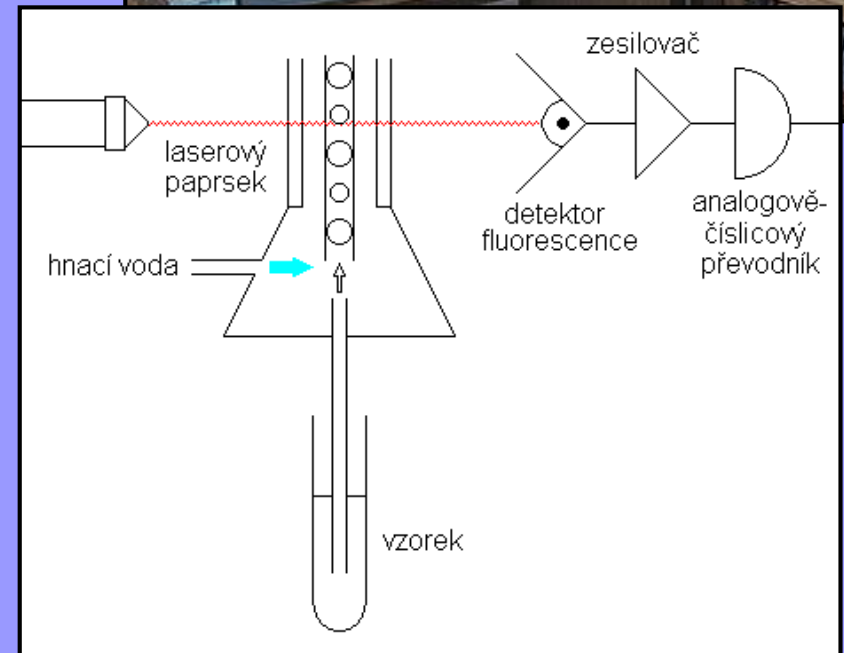 zesilovač
laserový
paprsek
detektor
fluorescence
analogově-
číslicový
převodník
hnací voda
vzorek